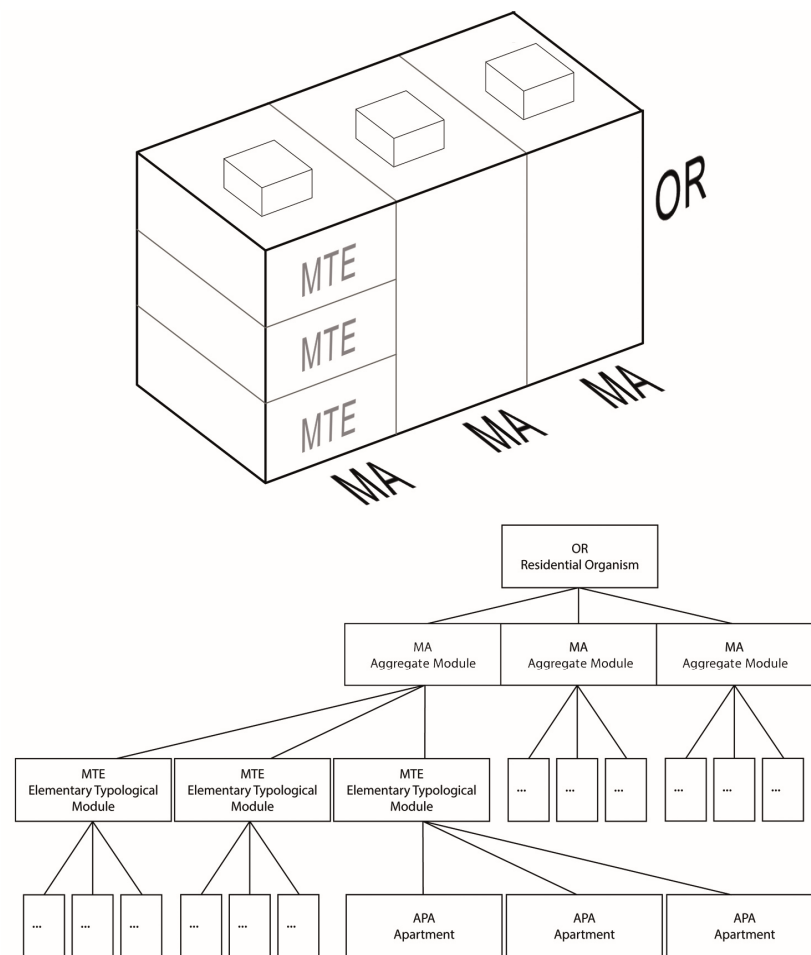 OR
MTE
MTE
MTE
MA
MA
MA
OR
Residential Organism
MA
Aggregate Module
MA
Aggregate Module
MA
Aggregate Module
...
...
...
...
...
...
MTE
Elementary Typological
Module
MTE
Elementary Typological
Module
MTE
Elementary Typological
Module
...
...
...
...
...
...
APA
Apartment
APA
Apartment
APA
Apartment